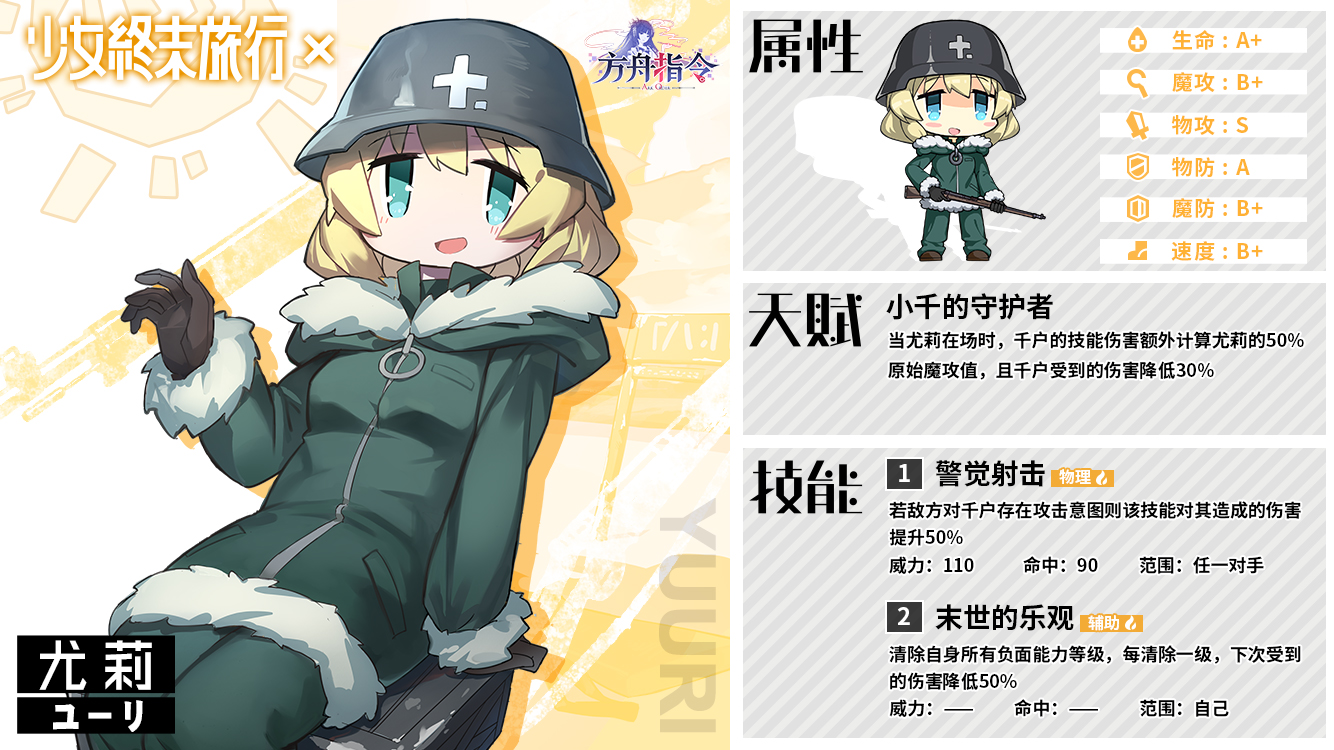 少女終末旅行×
方舟指令
Ark Order
尤莉
ユーリ
YUURI
属性
生命：A+
魔攻：B+
物攻：S
物防：A
魔防：B+
速度：B+
天赋
小千的守护者
当尤莉在场时，千户的技能伤害额外计算尤莉的50%
原始魔攻值，且千户受到的伤害降低30%
技能
1 警觉射击 物理
若敌方对千户存在攻击意图则该技能对其造成的伤害
提升50%
威力：110 命中：90 范围：任一对手
2 末世的乐观 辅助
清除自身所有负面能力等级，每清除一级，下次受到
的伤害降低50%
威力：—— 命中：—— 范围：自己